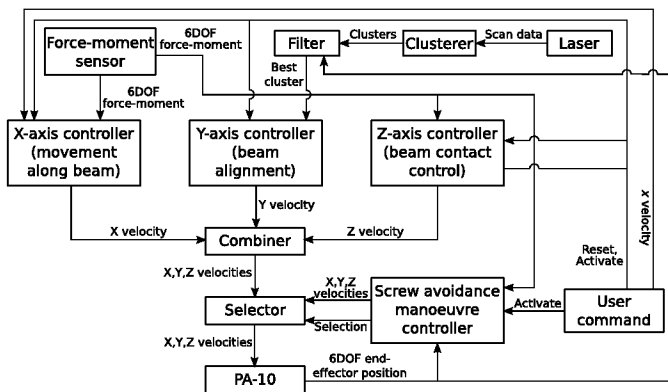 6DOF
force-moment
Force-moment
sensor
Filter
Clusters
Clusterer
Scan data
Laser
Best
cluster
6DOF
force-moment
X-axis controller
(movement
along beam)
Y-axis controller
(beam
alignment)
Z-axis controller
(beam contact
control)
x velocity
Y velocity
X velocity
Combiner
Z velocity
Reset,
Activate
X,Y,Z velocities
X,Y,Z
velocities
Screw avoidance
manoeuvre
controller
Activate
User
command
Selector
Selection
X,Y,Z velocities
6DOF end-
effector position
PA-10